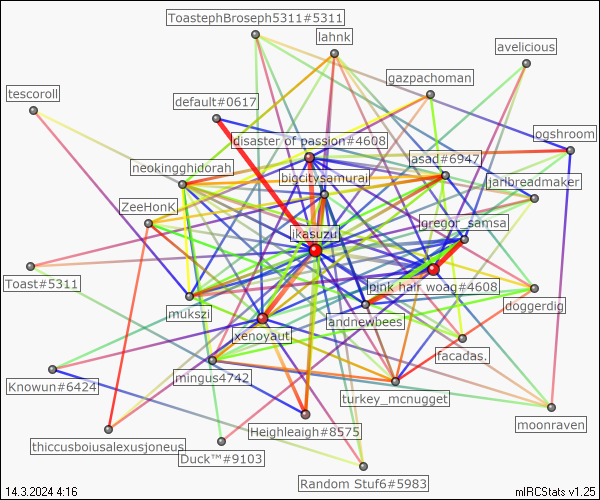 ToastephBroseph5311#5311
lahnk
avelicious
gazpachoman
tescoroll
default#0617
ogshroom
disaster of passion#4608
asad#6947
neokingghidorah
bigcitysamurai
jarlbreadmaker
ZeeHonK
gregor_samsa
ikasuzu
Toast#5311
pink hair woag#4608
doggerdig
mukszi
andnewbees
xenoyaut
facadas.
mingus4742
Knowun#6424
turkey_mcnugget
moonraven
Heighleaigh#8575
thiccusboiusalexusjoneus
Duck™#9103
Random Stuf6#5983
14.3.2024 4:16
mIRCStats v1.25